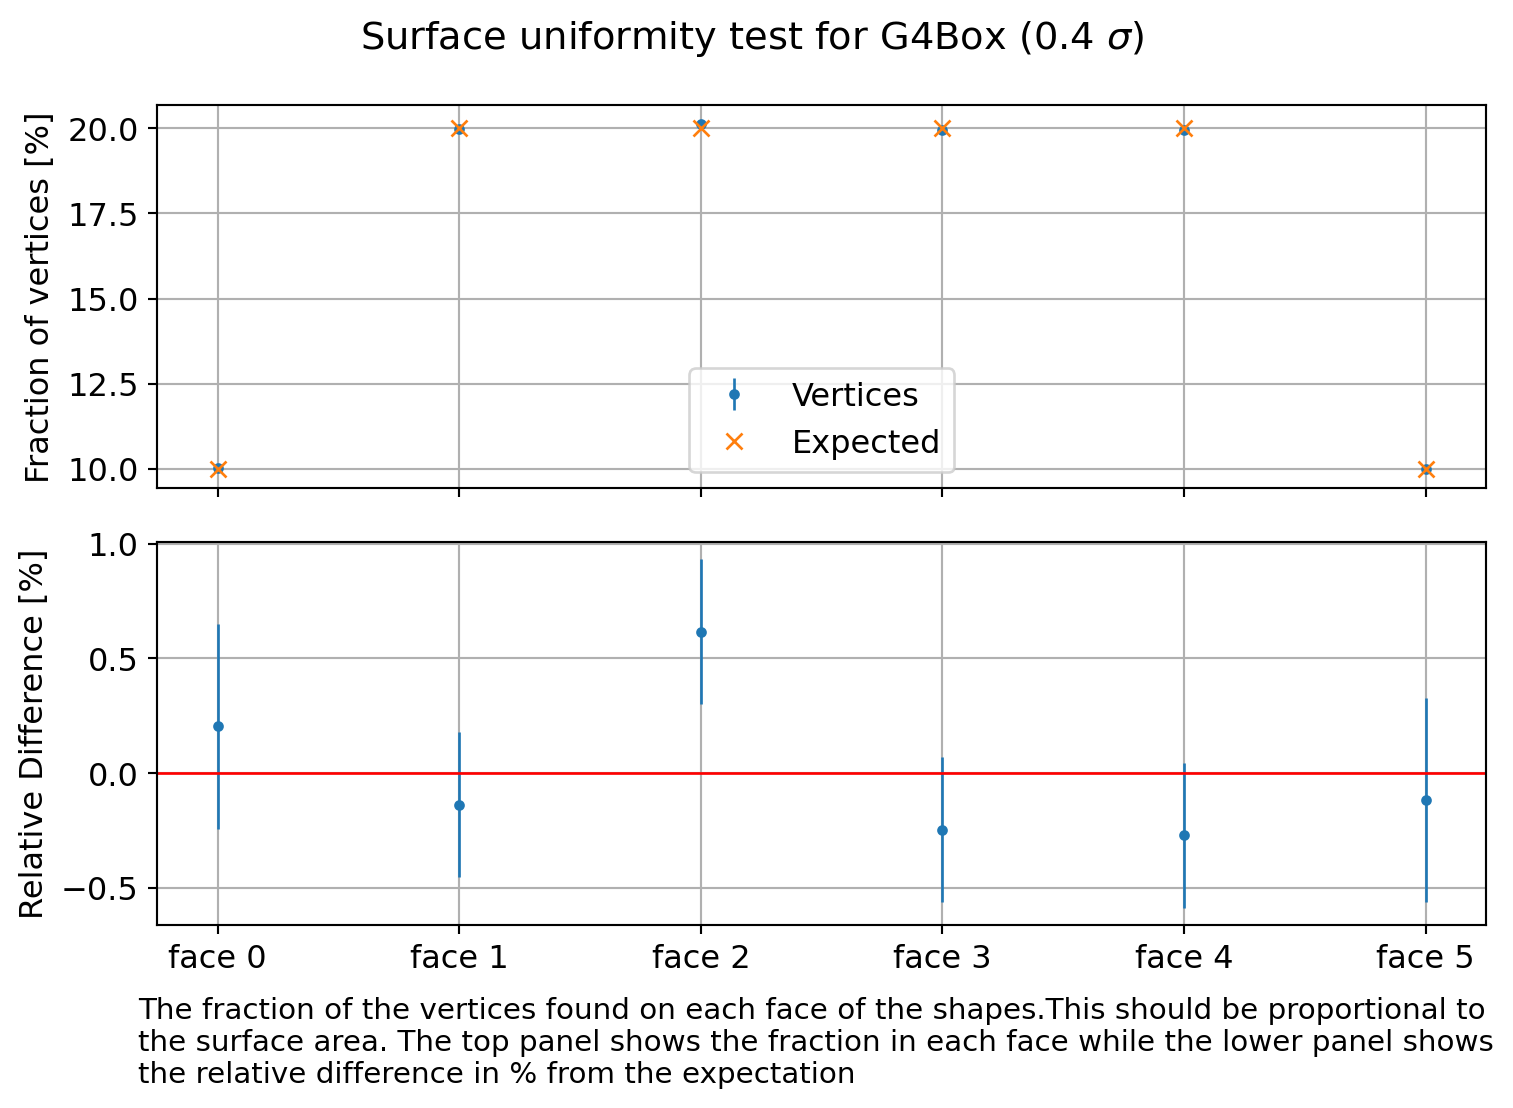 Surface uniformity test for G4Box (0.4 σ)
Fraction of vertices [%]
20.0
17.5
15.0
12.5
10.0
Vertices
Expected
Relative Difference [%]
1.0
0.5
0.0
−0.5
face 0 face 1 face 2 face 3 face 4 face 5
The fraction of the vertices found on each face of the shapes.This should be proportional to
the surface area. The top panel shows the fraction in each face while the lower panel shows
the relative difference in % from the expectation